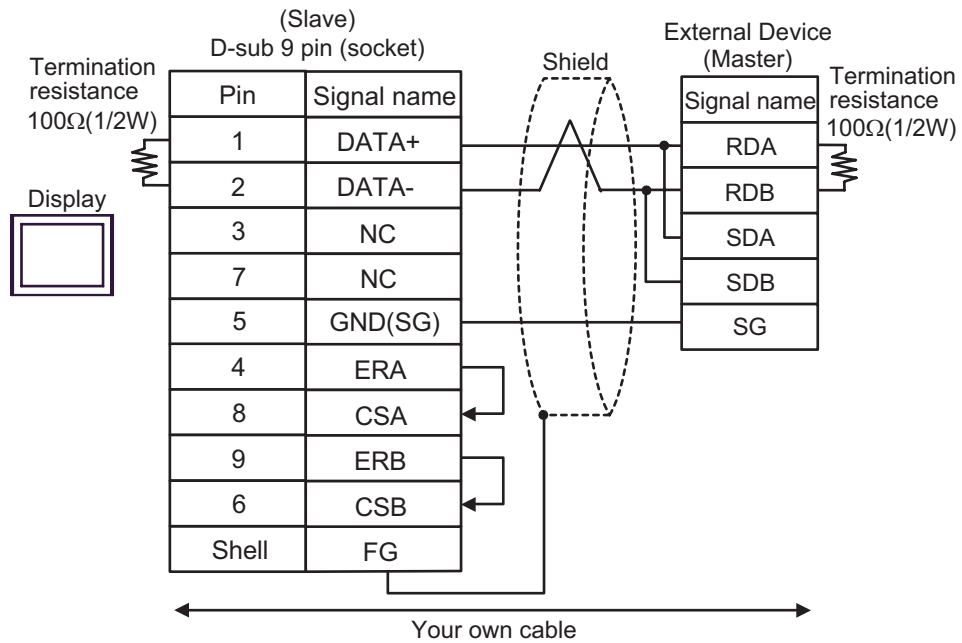 (Slave)
D-sub 9 pin (socket)
Termination
resistance
100Ω(1/2W)
Display
Pin Signal name
1 DATA+
2 DATA-
3 NC
7 NC
5 GND(SG)
4 ERA
8 CSA
9 ERB
6 CSB
Shell FG
Shield
External Device
(Master)
Signal name
RDA
RDB
SDA
SDB
SG
Termination
resistance
100Ω(1/2W)
Your own cable